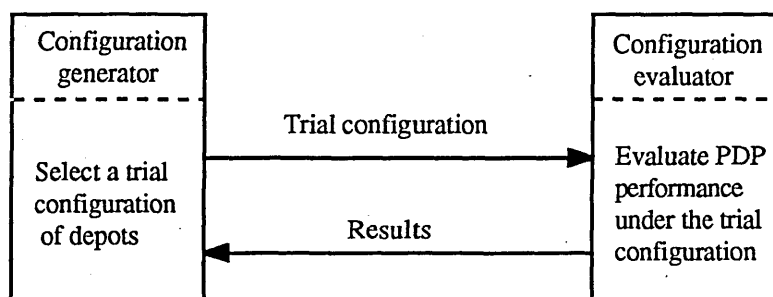 Configuration
generator
Select a trial
configuration
of depots
Trial configuration
Results
Configuration
evaluator
Evaluate PDP
performance
under the trial
configuration